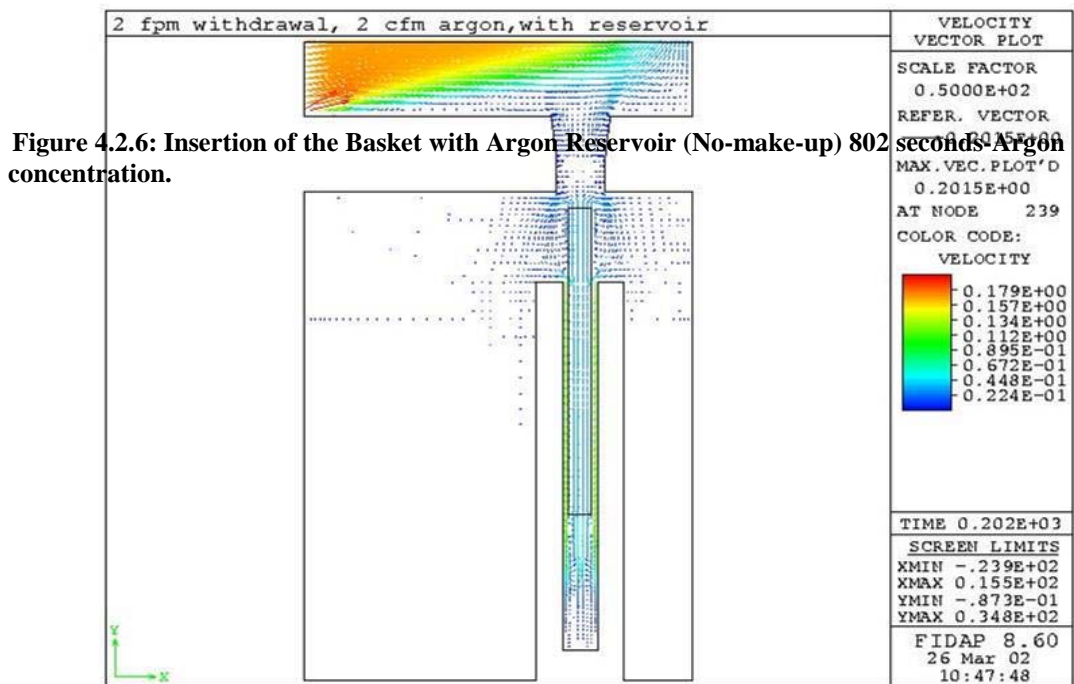 2 fpm withdrawal, 2 cfm argon,with reservoir
VELOCITY
VECTOR PLOT
SCALE FACTOR
0.5000E+02
REFER. VECTOR
0.2015E+00
Figure 4.2.6: Insertion of the Basket with Argon Reservoir (No-make-up) 802 seconds-Argon
concentration.
MAX.VEC.PLOT'D
0.2015E+00
AT NODE 239
COLOR CODE:
VELOCITY
0.179E+00
0.157E+00
0.134E+00
0.112E+00
0.895E-01
0.672E-01
0.448E-01
0.224E-01
TIME 0.202E+03
SCREEN LIMITS
XMIN -.239E+02
XMAX 0.155E+02
YMIN -.873E-01
YMAX 0.348E+02
FIDAP 8.60
26 Mar 02
10:47:48
Y
X